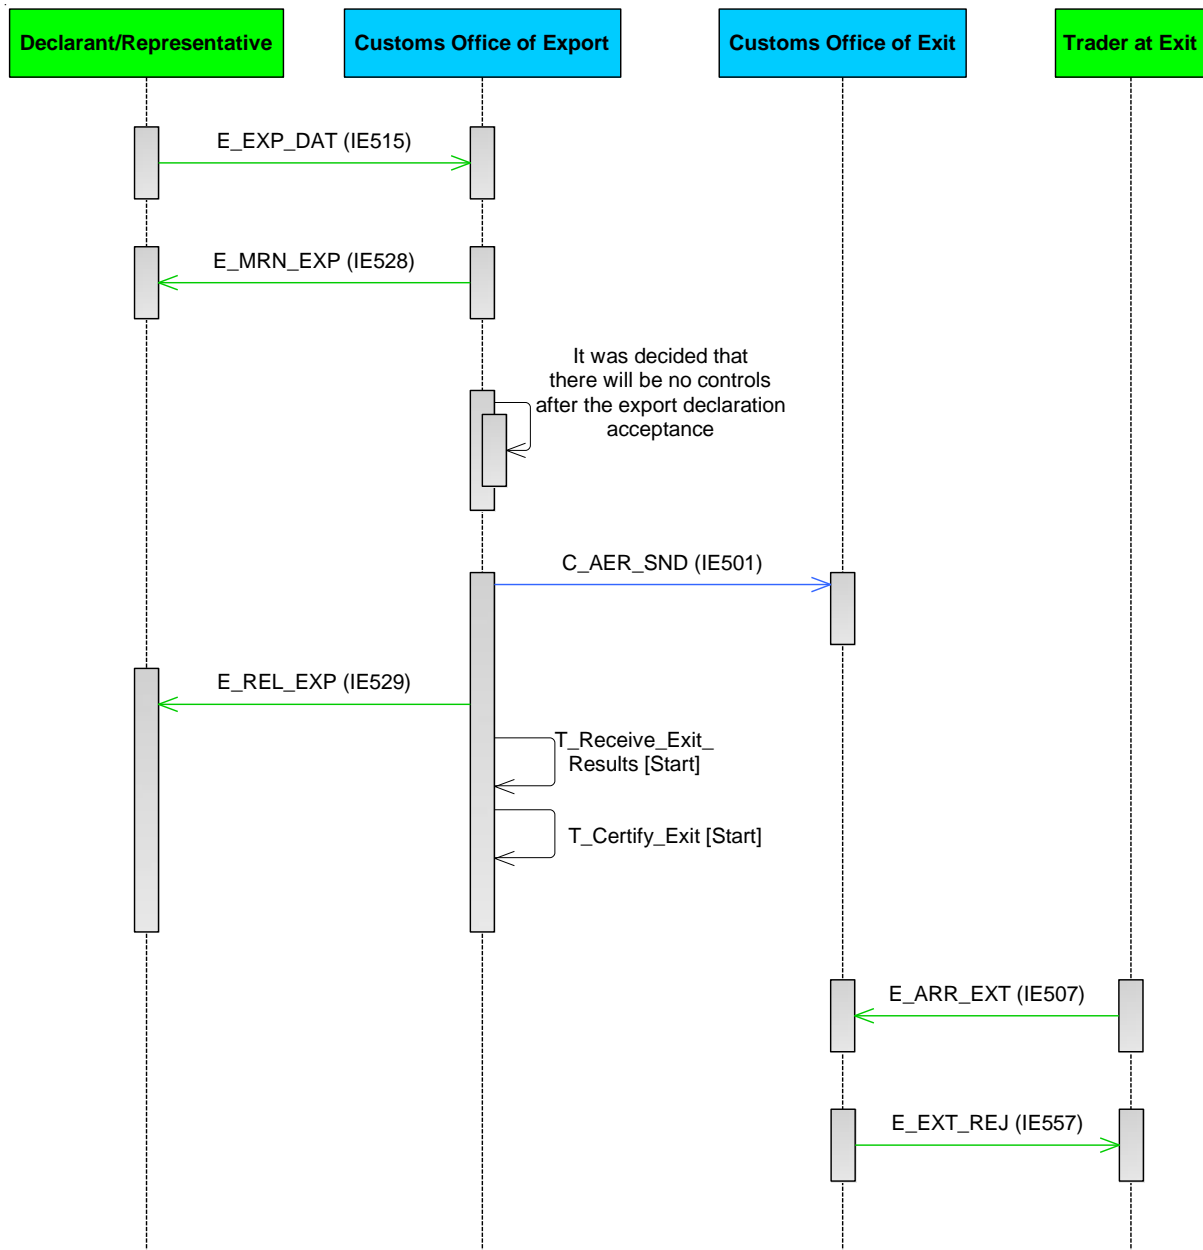 Declarant/Representative
Customs Office of Export
Customs Office of Exit
Trader at Exit
E_EXP_DAT (IE515)
E_MRN_EXP (IE528)
It was decided that
there will be no controls
after the export declaration
acceptance
C_AER_SND (IE501)
E_REL_EXP (IE529)
T_Receive_Exit_
Results [Start]
T_Certify_Exit [Start]
E_ARR_EXT (IE507)
E_EXT_REJ (IE557)